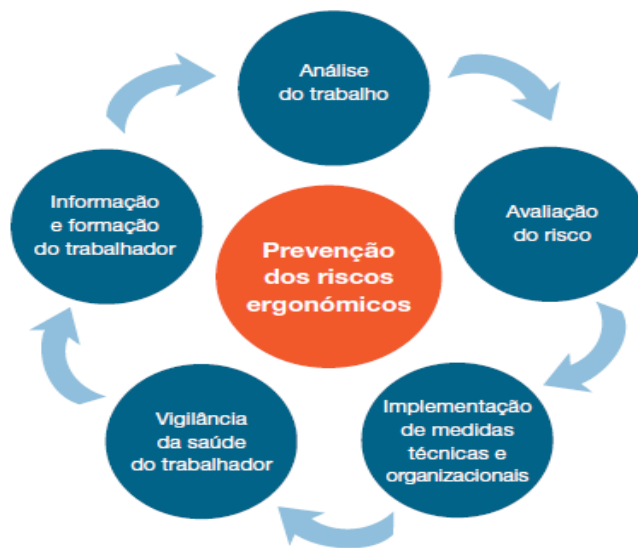 Análise
do trabalho
Avaliação
do risco
Implementação
de medidas
técnicas e
organizacionais
Vigilância
da saúde
do trabalhador
Informação
e formação
do trabalhador
Prevenção
dos riscos
ergonómicos